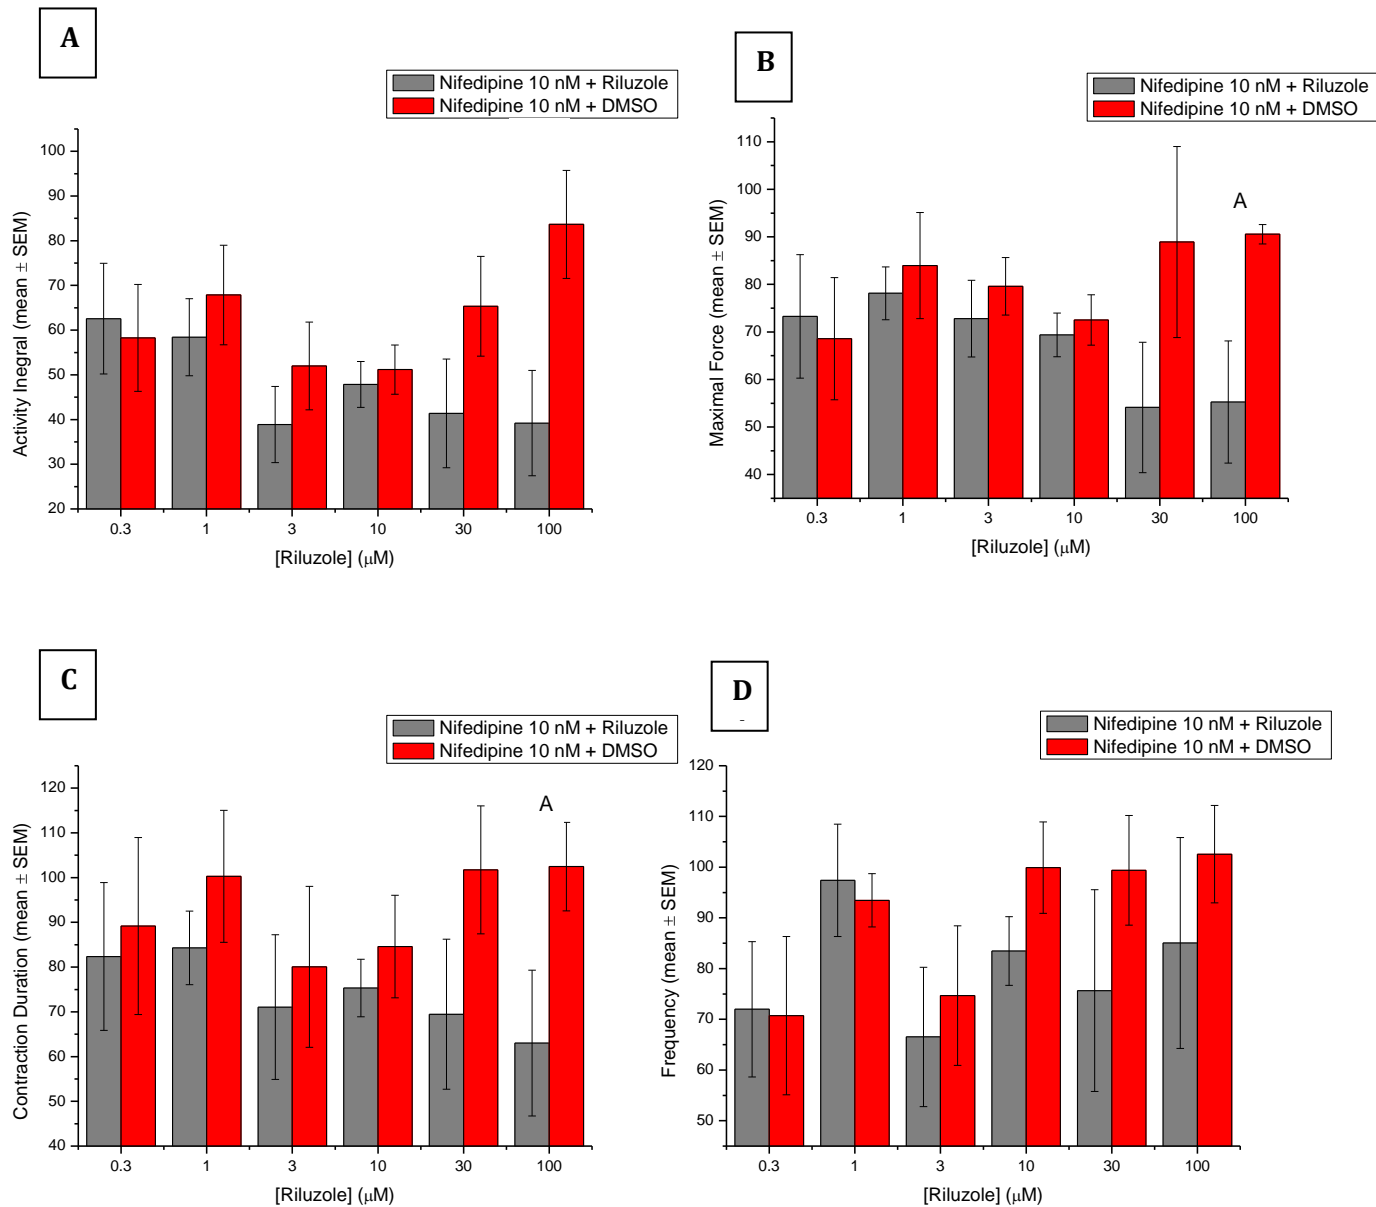 A
Nifedipine 10 nM + Riluzole
Nifedipine 10 nM + DMSO
100
90
80
70
60
50
40
30
20
Activity Inegral (mean ± SEM)
0.3 1 3 10 30 100
[Riluzole] (μM)
B
Nifedipine 10 nM + Riluzole
Nifedipine 10 nM + DMSO
110
100
90
80
70
60
50
40
Maximal Force (mean ± SEM)
A
0.3 1 3 10 30 100
[Riluzole] (μM)
C
Nifedipine 10 nM + Riluzole
Nifedipine 10 nM + DMSO
120
110
100
90
80
70
60
50
40
Contraction Duration (mean ± SEM)
A
0.3 1 3 10 30 100
[Riluzole] (μM)
D
Nifedipine 10 nM + Riluzole
Nifedipine 10 nM + DMSO
120
110
100
90
80
70
60
50
Frequency (mean ± SEM)
0.3 1 3 10 30 100
[Riluzole] (μM)